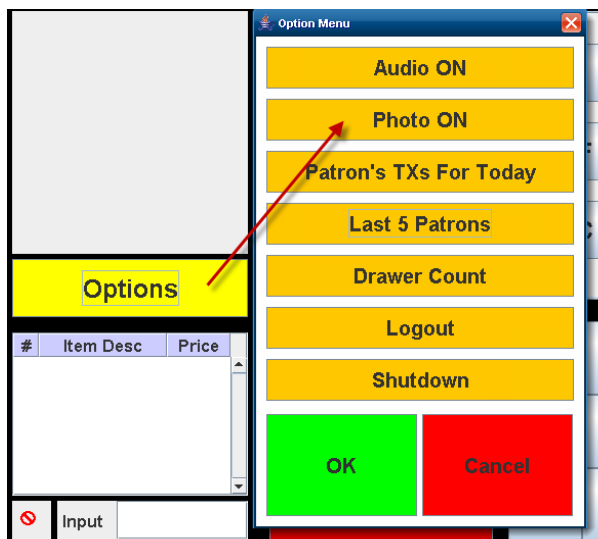 Option Menu
Audio ON
Photo ON
Patron's TXs For Today
Last 5 Patrons
Options
Drawer Count
Logout
# Item Desc Price
Shutdown
OK
Cancel
Input